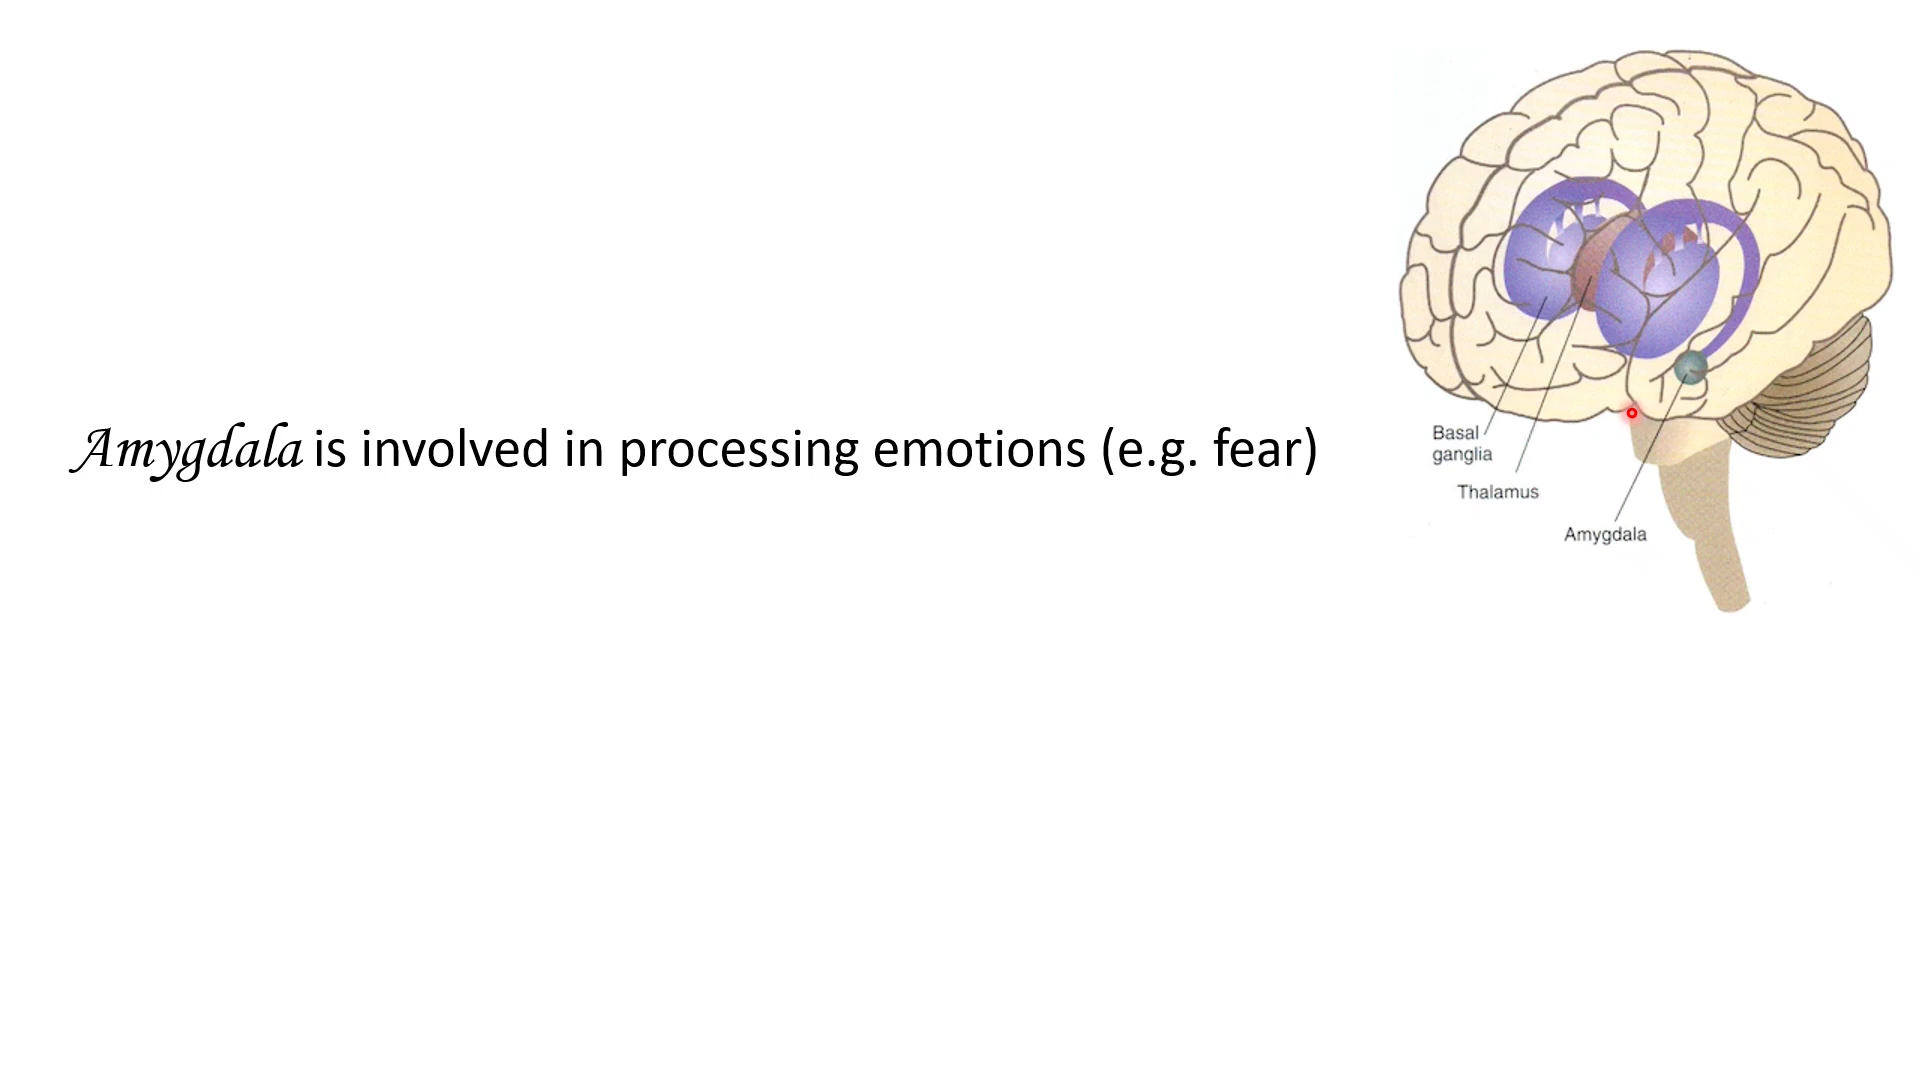 Amygdala is involved in processing emotions (e.g. fear)
Basal
ganglia
Thalamus
Amygdala